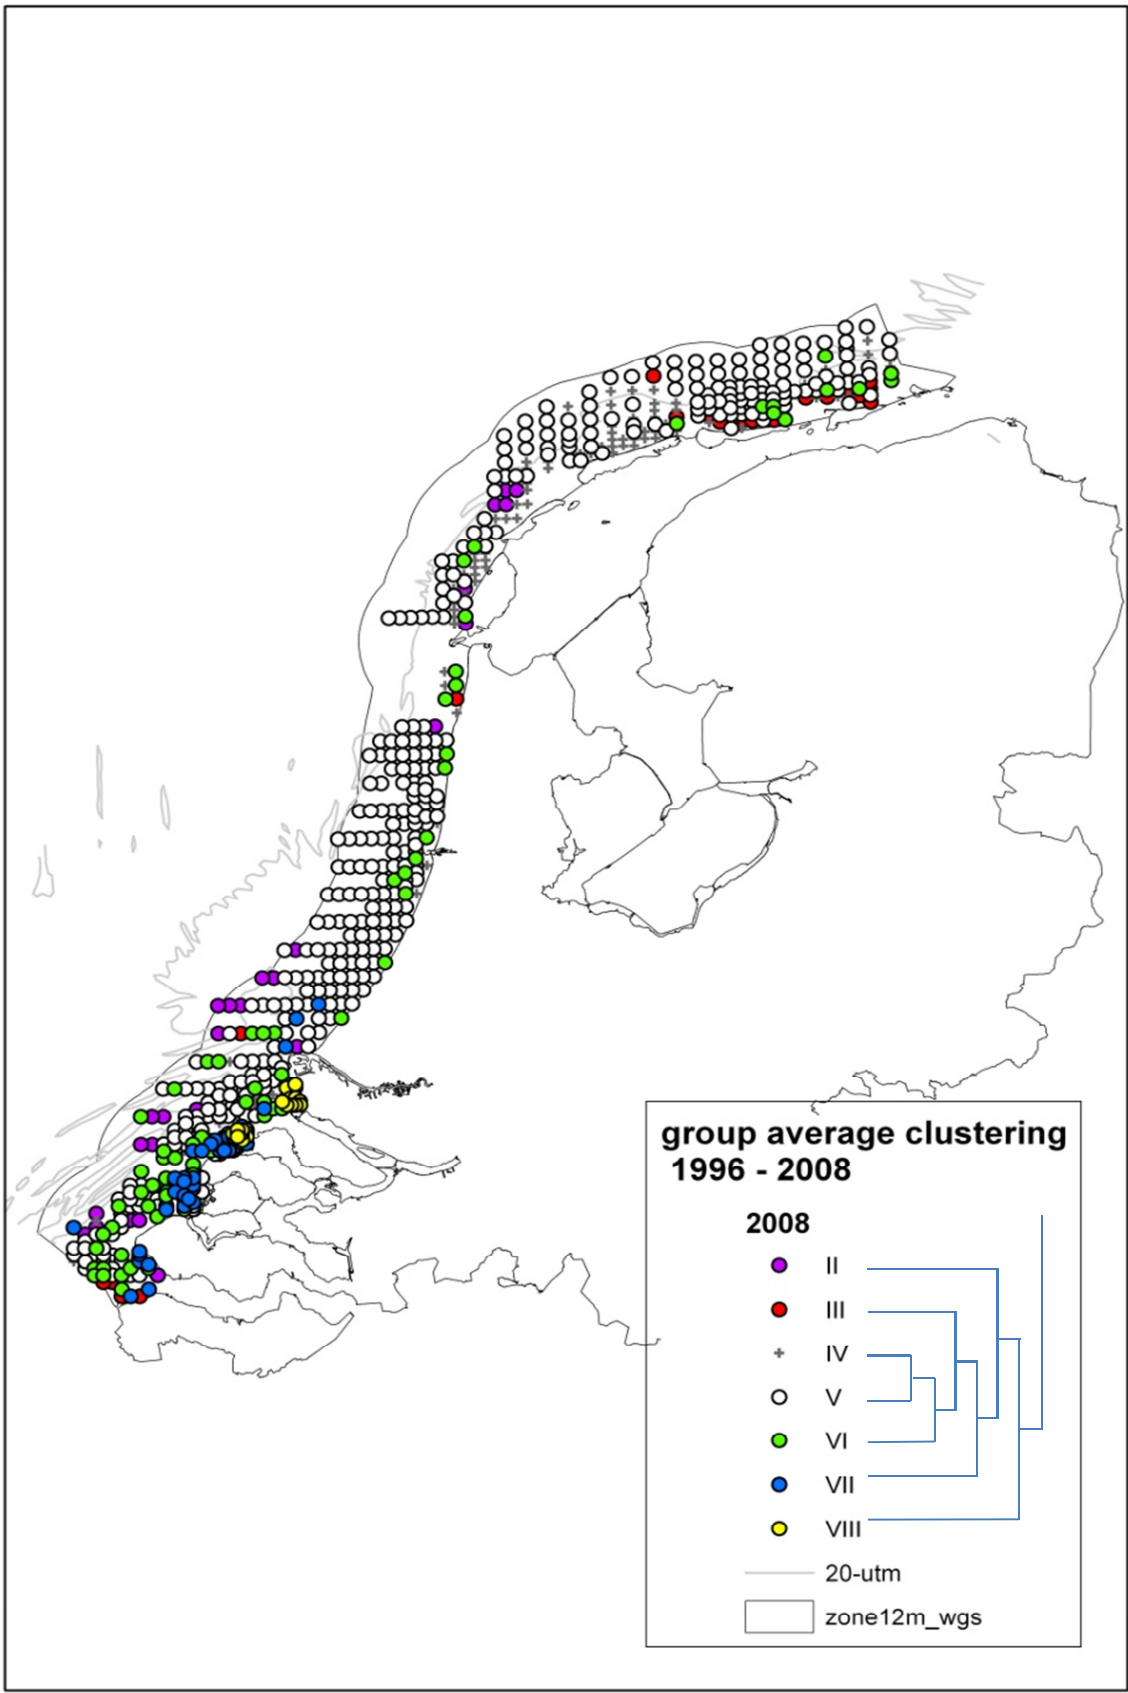 group average clustering
1996 - 2008
2008
II
III
IV
V
VI
VII
VIII
20-utm
zone12m_wgs